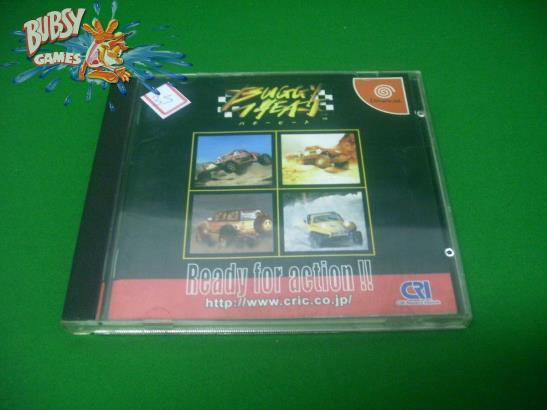 BUBSY
GAMES
BUGGY
HEAT
バギーヒート
TM
Dreamcast
Ready for action !!
http://www.cric.co.jp/
CRI